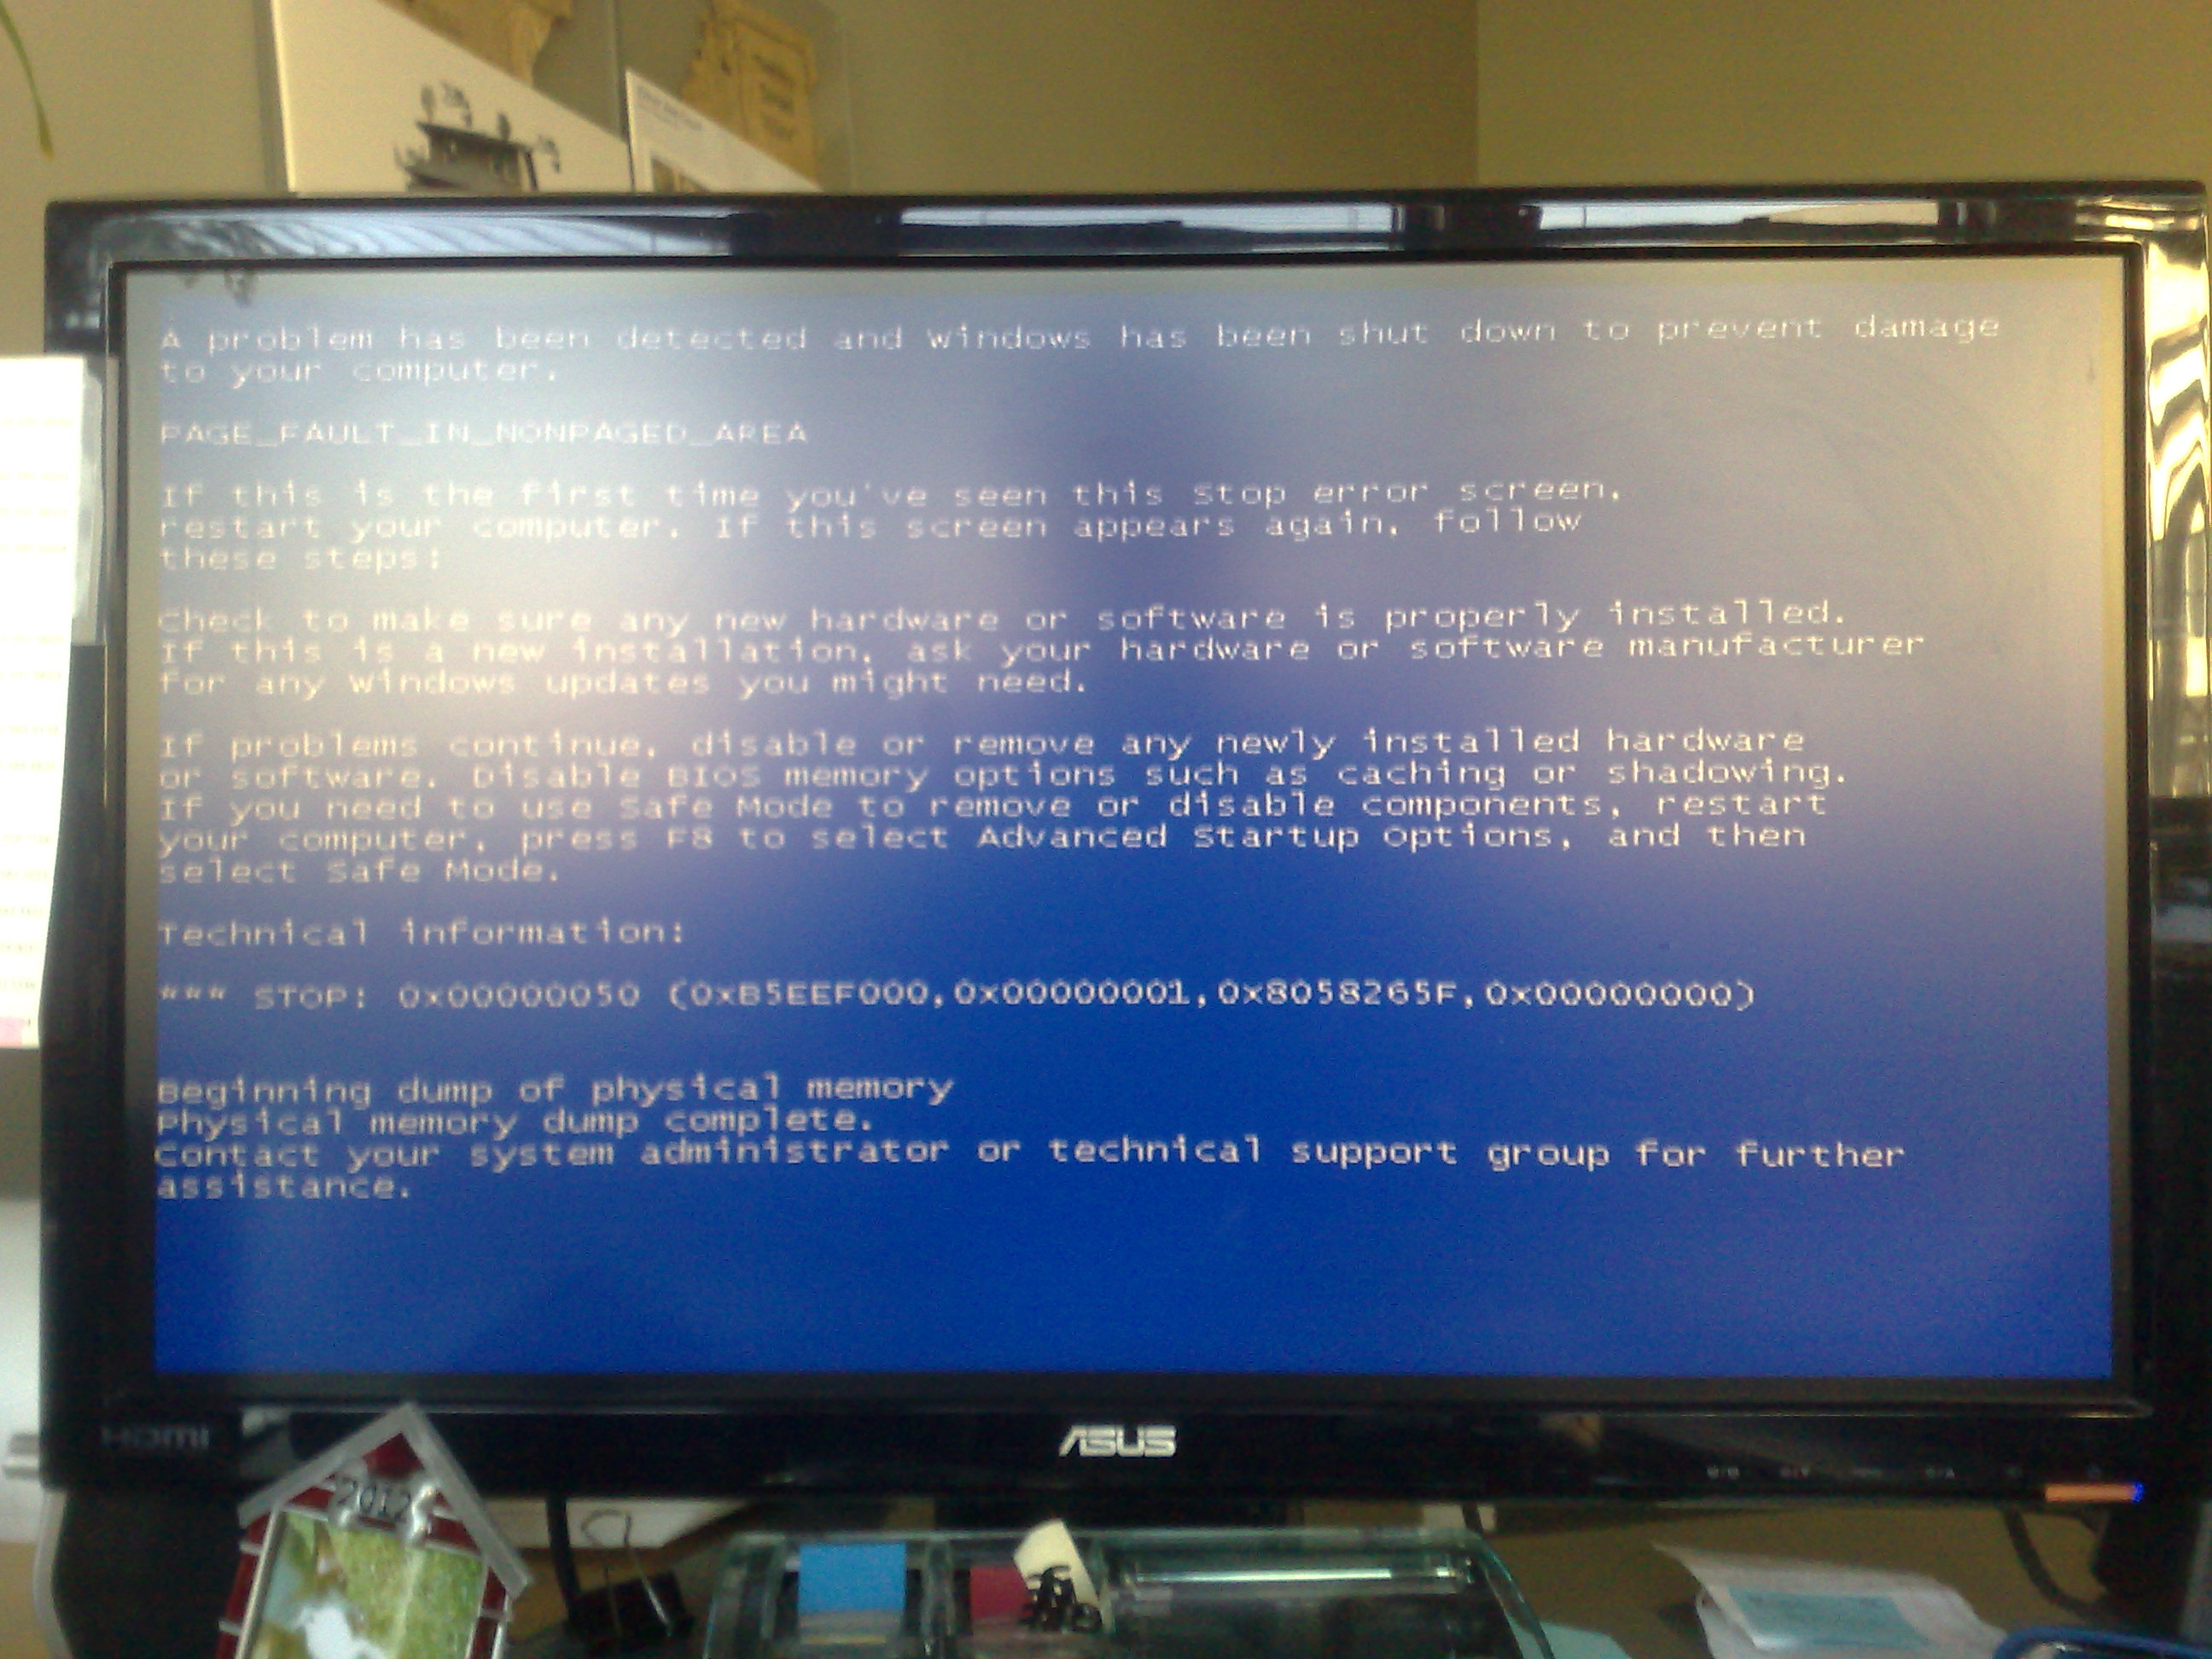 A problem has been detected and windows has been shut down to prevent damage
to your computer.
PAGE_FAULT_IN_NONPAGED_AREA
If this is the first time you've seen this Stop error screen,
restart your computer. If this screen appears again, follow
these steps:
Check to make sure any new hardware or software is properly installed.
If this is a new installation, ask your hardware or software manufacturer
for any windows updates you might need.
If problems continue, disable or remove any newly installed hardware
or software. Disable BIOS memory options such as caching or shadowing.
If you need to use Safe Mode to remove or disable components, restart
your computer, press F8 to select Advanced Startup Options, and then
select Safe Mode.
Technical information:
*** STOP: 0x00000050 (0xB5EEF000,0x00000001,0x8058265F,0x00000000)
Beginning dump of physical memory
Physical memory dump complete.
Contact your system administrator or technical support group for further
assistance.
HDMI
ASUS
2012